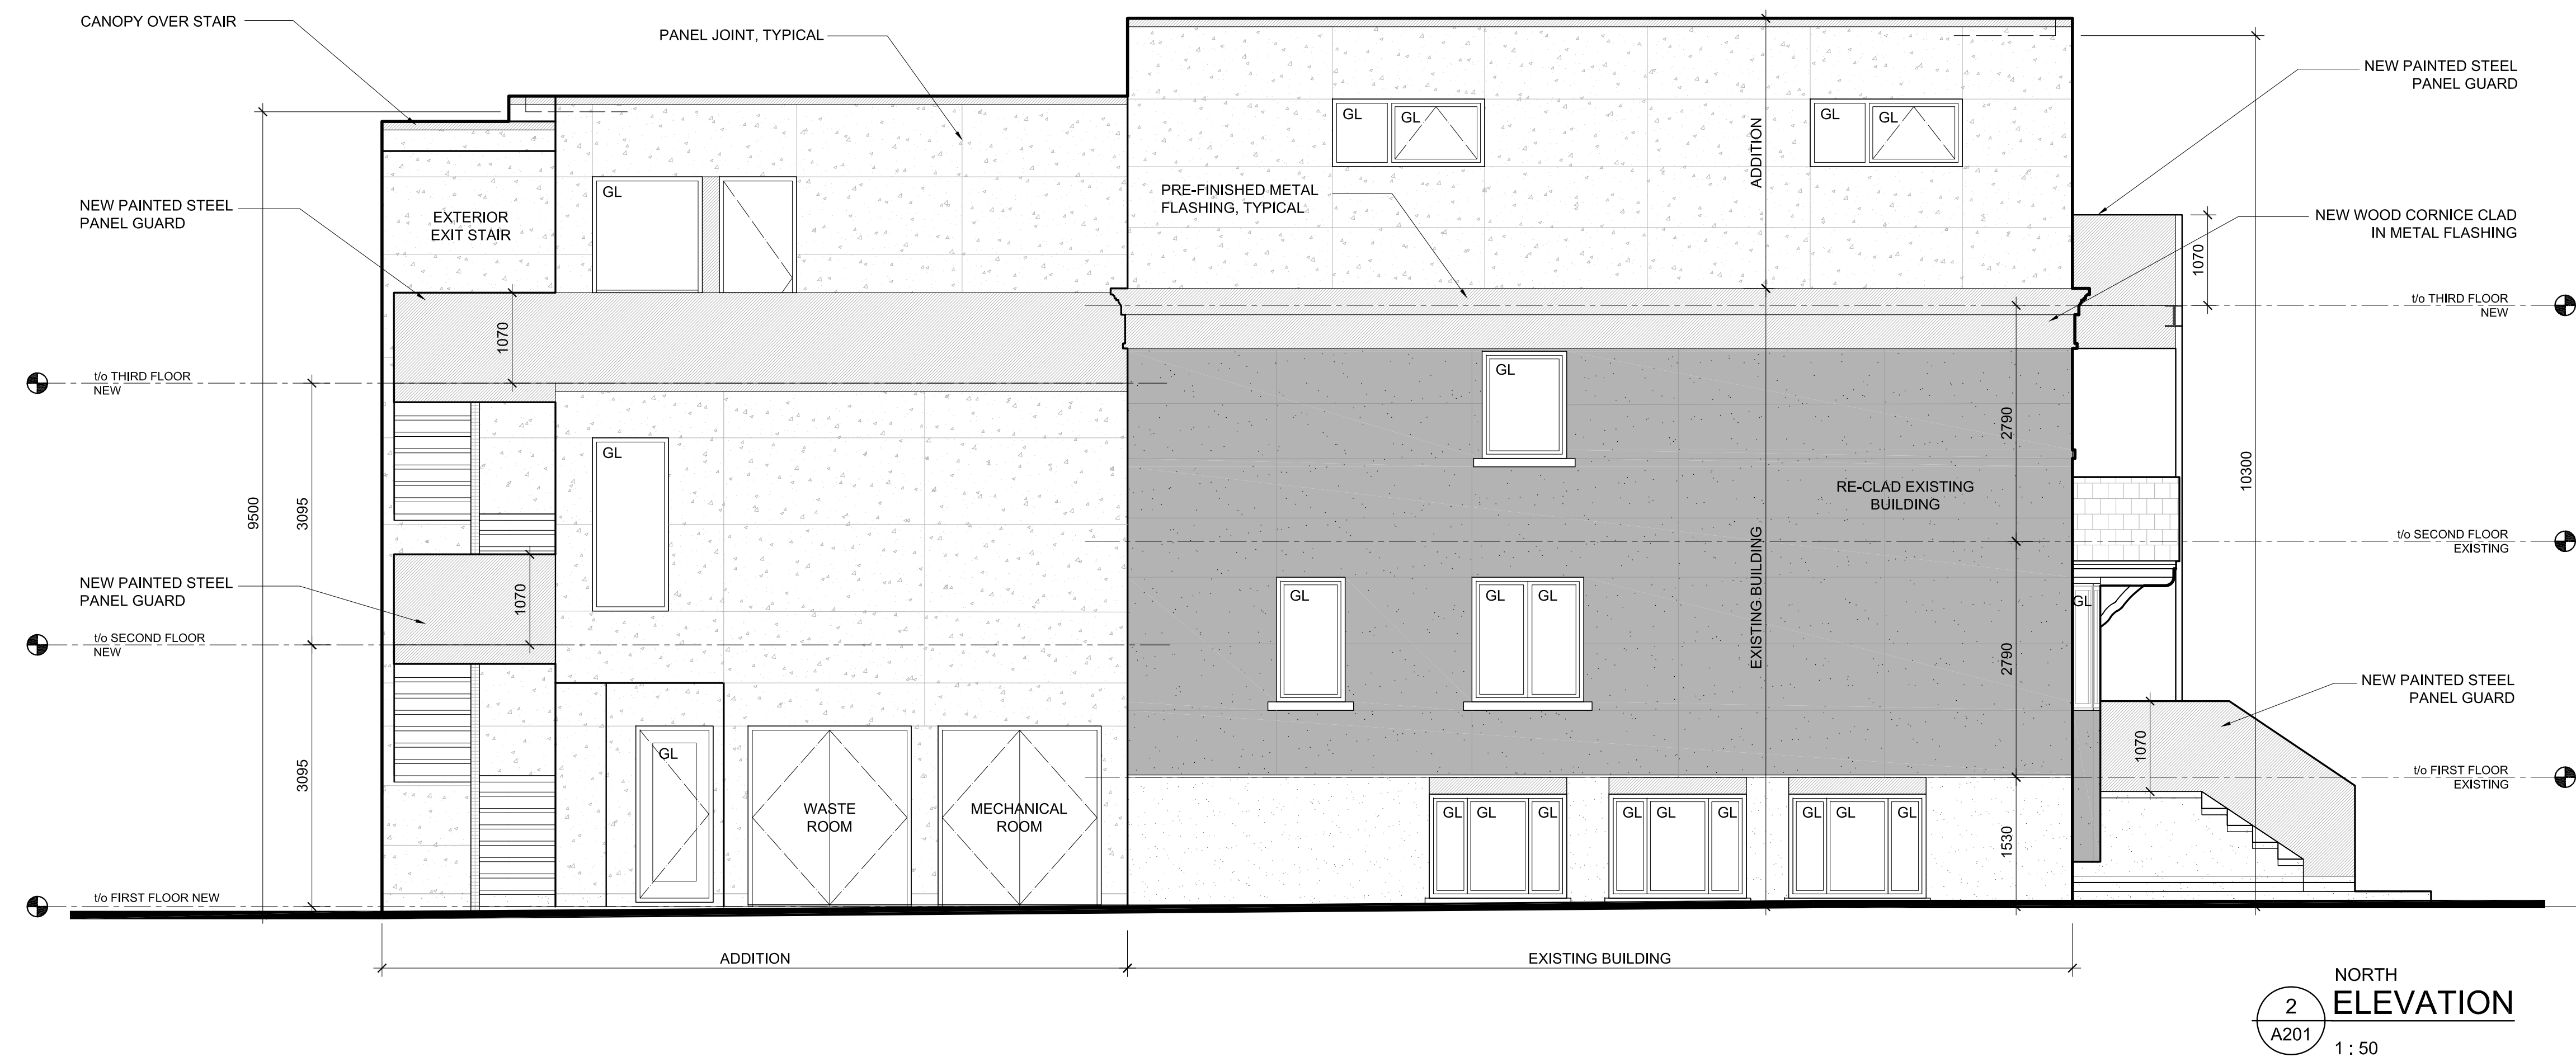 CANOPY OVER STAIR
PANEL JOINT, TYPICAL
NEW PAINTED STEEL
PANEL GUARD
GL
GL
GL
GL
ADDITION
NEW PAINTED STEEL
PANEL GUARD
EXTERIOR
EXIT STAIR
GL
PRE-FINISHED METAL
FLASHING, TYPICAL
NEW WOOD CORNICE CLAD
IN METAL FLASHING
1070
1070
t/o THIRD FLOOR
NEW
t/o THIRD FLOOR
NEW
GL
GL
2790
9500
3095
RE-CLAD EXISTING
BUILDING
10300
t/o SECOND FLOOR
EXISTING
NEW PAINTED STEEL
PANEL GUARD
1070
EXISTING BUILDING
GL
GL
GL
GL
t/o SECOND FLOOR
NEW
2790
NEW PAINTED STEEL
PANEL GUARD
1070
GL
t/o FIRST FLOOR
EXISTING
3095
WASTE
ROOM
MECHANICAL
ROOM
GL
GL
GL
GL
GL
GL
GL
GL
GL
1530
t/o FIRST FLOOR NEW
ADDITION
EXISTING BUILDING
NORTH
2
ELEVATION
A201
1 : 50